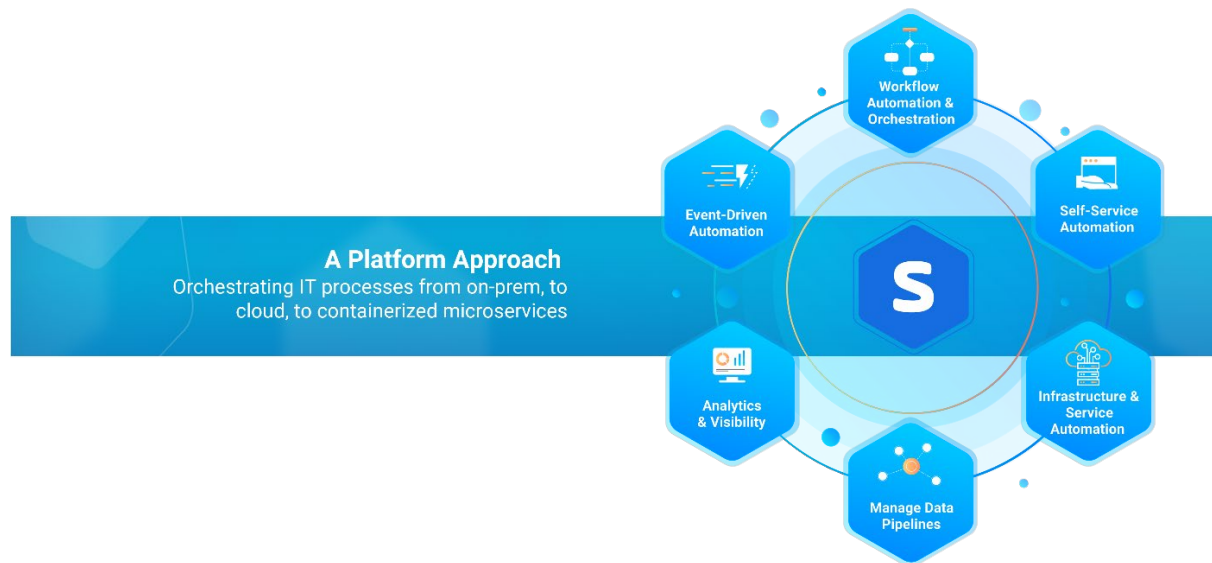 A Platform Approach
Orchestrating IT processes from on-prem, to
cloud, to containerized microservices
Workflow
Automation &
Orchestration
Self-Service
Automation
Infrastructure &
Service
Automation
Manage Data
Pipelines
Analytics
& Visibility
Event-Driven
Automation
S